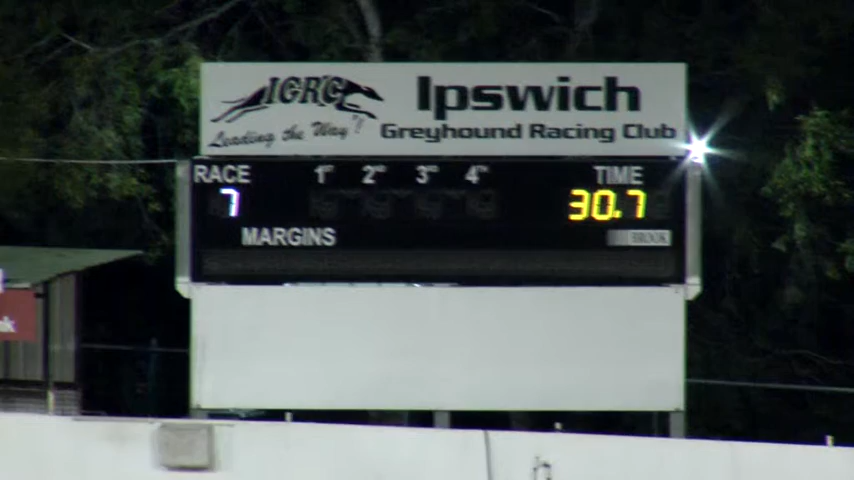 IGRC
Leading the Way!
Ipswich
Greyhound Racing Club
RACE 1st 2nd 3rd 4th TIME
7 30.7
MARGINS